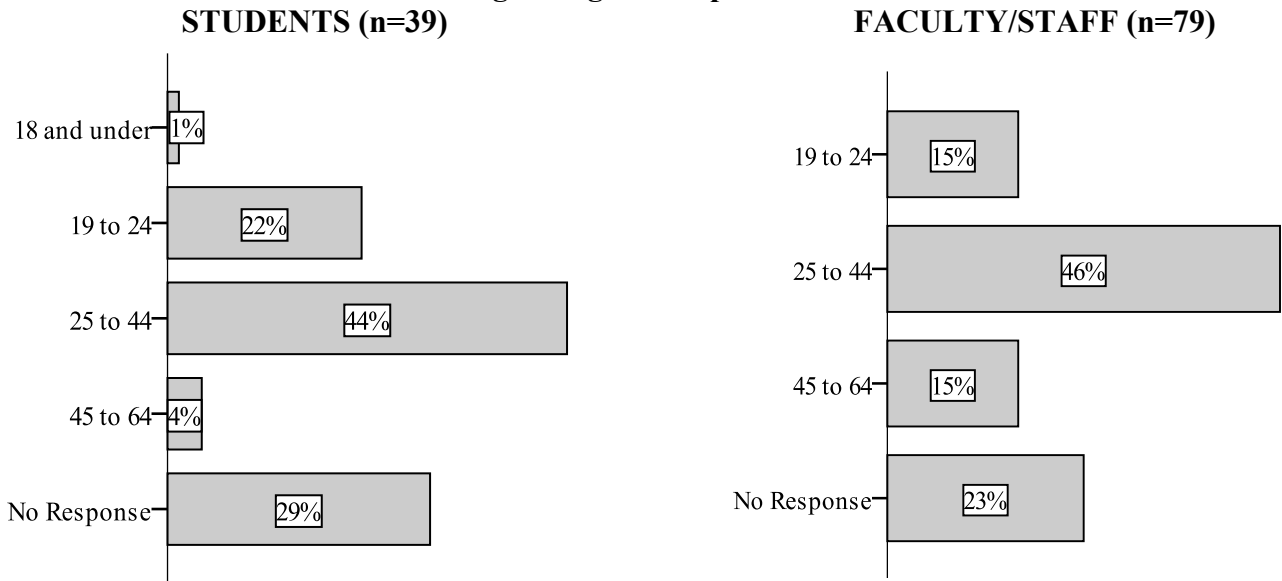 STUDENTS (n=39)
18 and under
1%
19 to 24
22%
25 to 44
44%
45 to 64
4%
No Response
29%
FACULTY/STAFF (n=79)
19 to 24
15%
25 to 44
46%
45 to 64
15%
No Response
23%